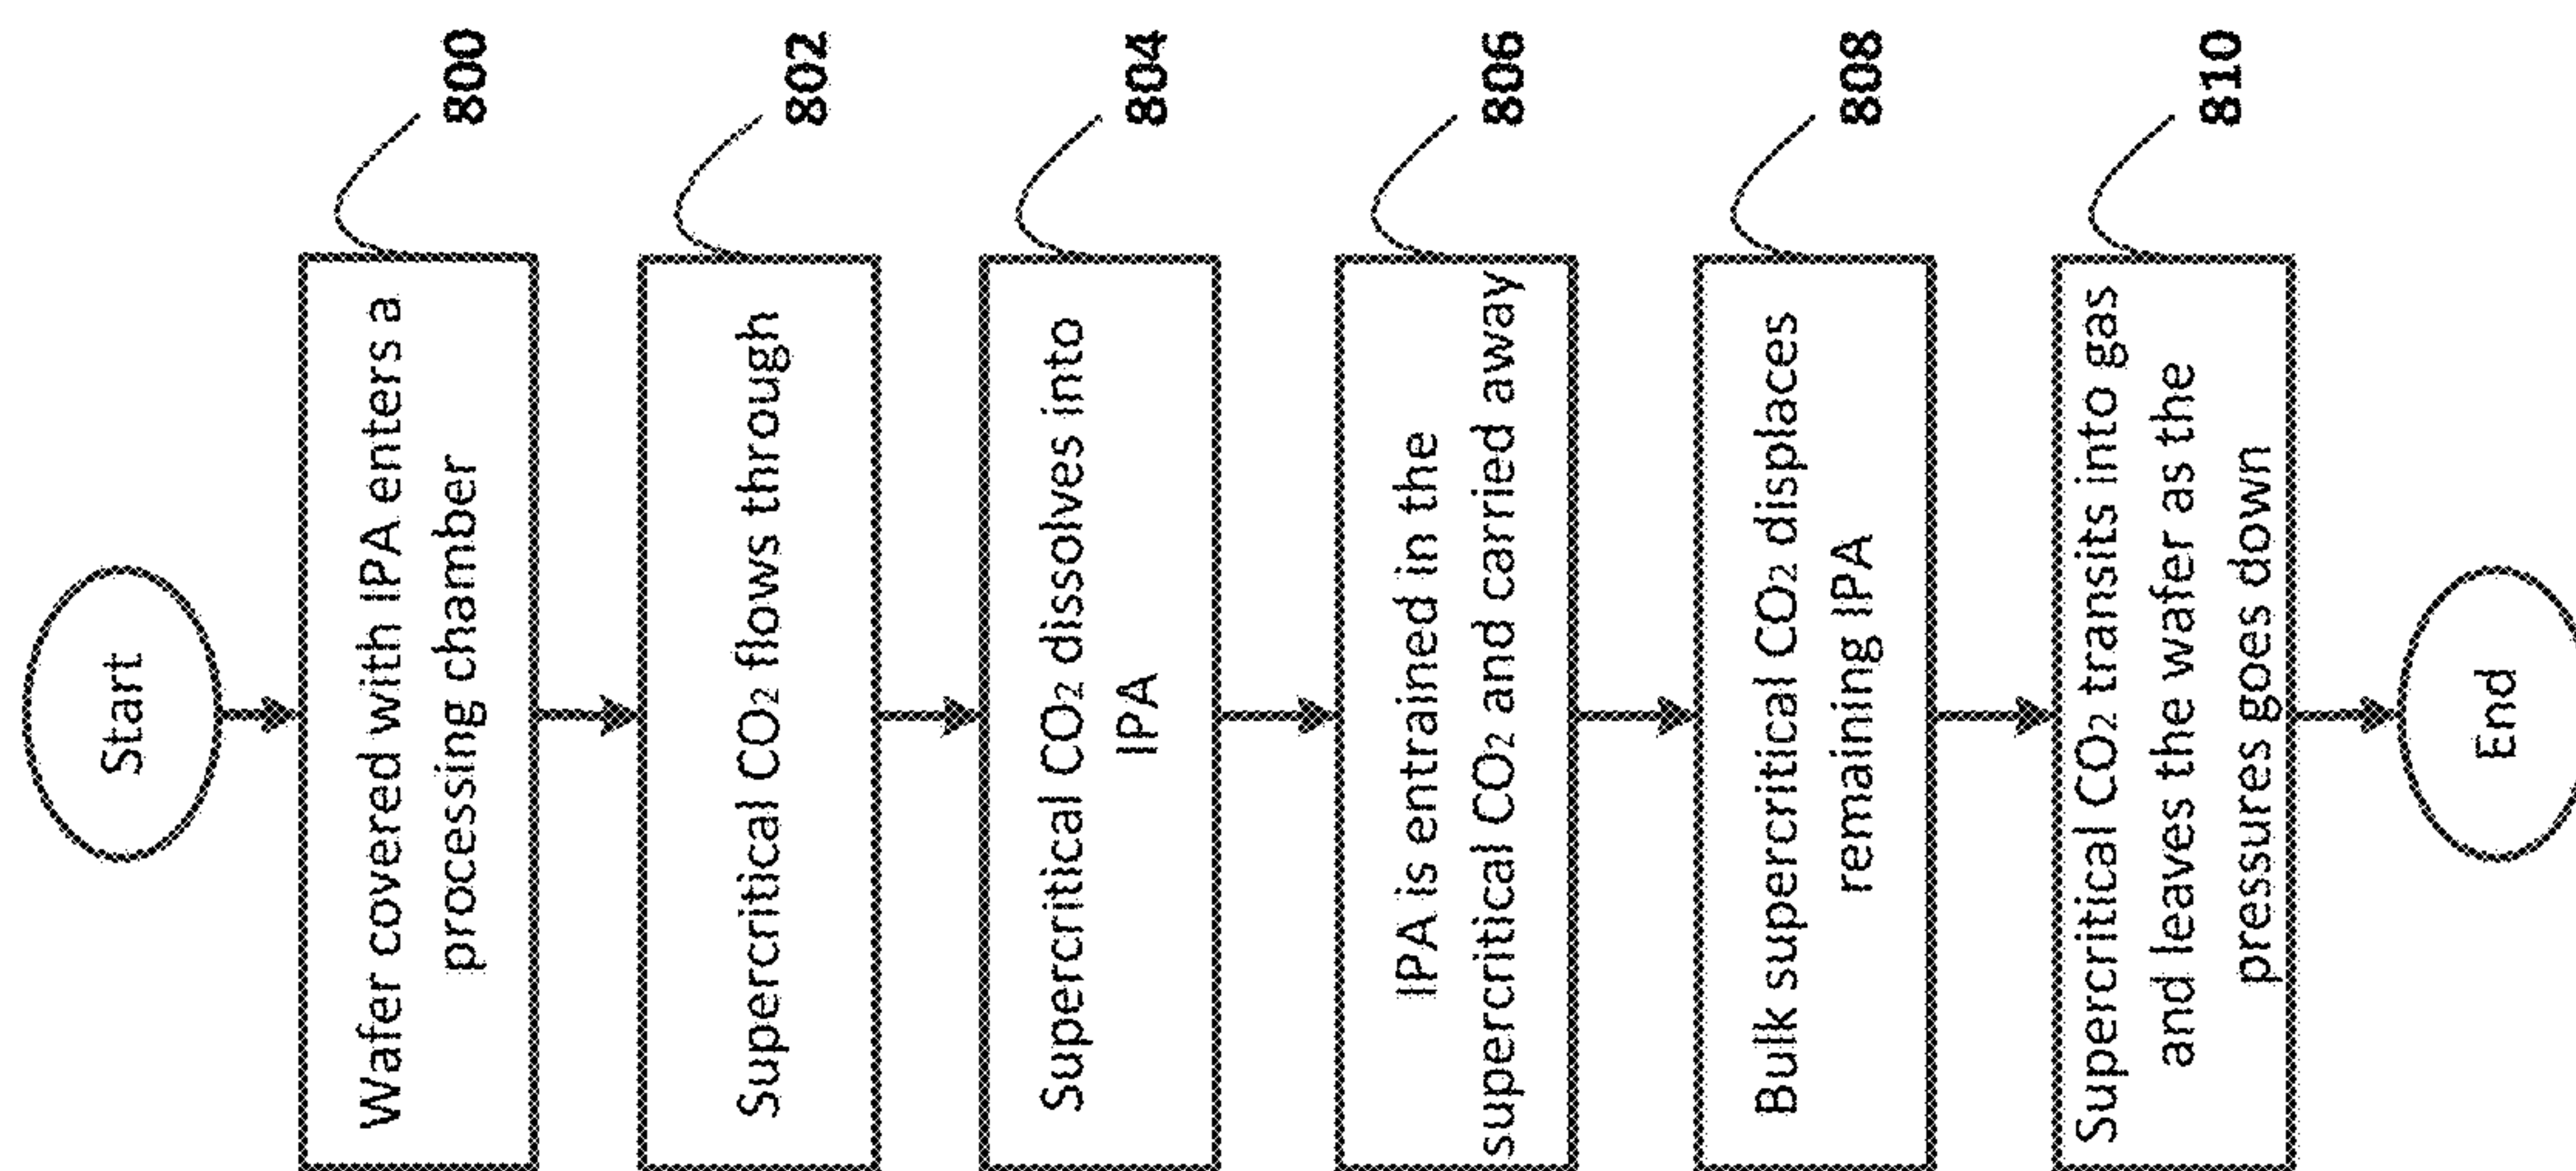 Start
Wafer covered with IPA enters a
processing chamber
800
Supercritical CO₂ flows through
802
Supercritical CO₂ dissolves into
IPA
804
IPA is entrained in the
supercritical CO₂ and carried away
806
Bulk supercritical CO₂ displaces
remaining IPA
808
Supercritical CO₂ transits into gas
and leaves the wafer as the
pressures goes down
810
End